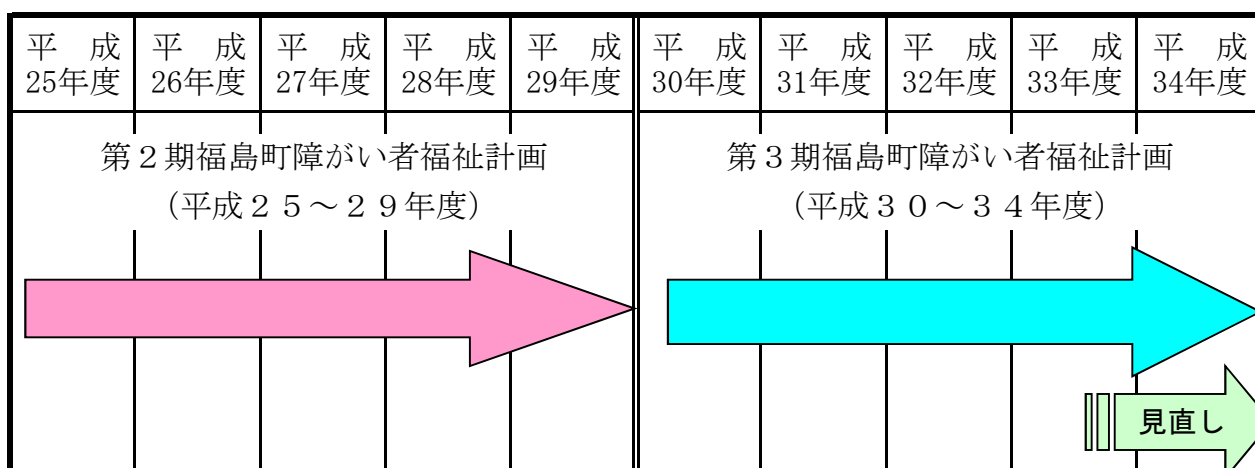 平成 平成 平成 平成 平成 平成 平成 平成 平成 平成
25年度 26年度 27年度 28年度 29年度 30年度 31年度 32年度 33年度 34年度
第２期福島町障がい者福祉計画
（平成２５～２９年度）
第３期福島町障がい者福祉計画
（平成３０～３４年度）
見直し